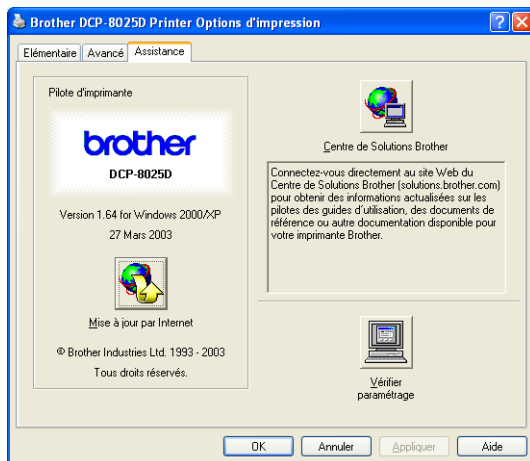 Brother DCP-8025D Printer Options d'impression
Elémentaire
Avancé
Assistance
Pilote d'imprimante
brother
DCP-8025D
Version 1.64 for Windows 2000/XP
27 Mars 2003
Mise à jour par Internet
© Brother Industries Ltd. 1993 - 2003
Tous droits réservés.
Centre de Solutions Brother
Connectez-vous directement au site Web du
Centre de Solutions Brother (solutions.brother.com)
pour obtenir des informations actualisées sur les
pilotes des guides d'utilisation, des documents de
référence ou autre documentation disponible pour
votre imprimante Brother.
Vérifier
paramétrage
OK
Annuler
Appliquer
Aide